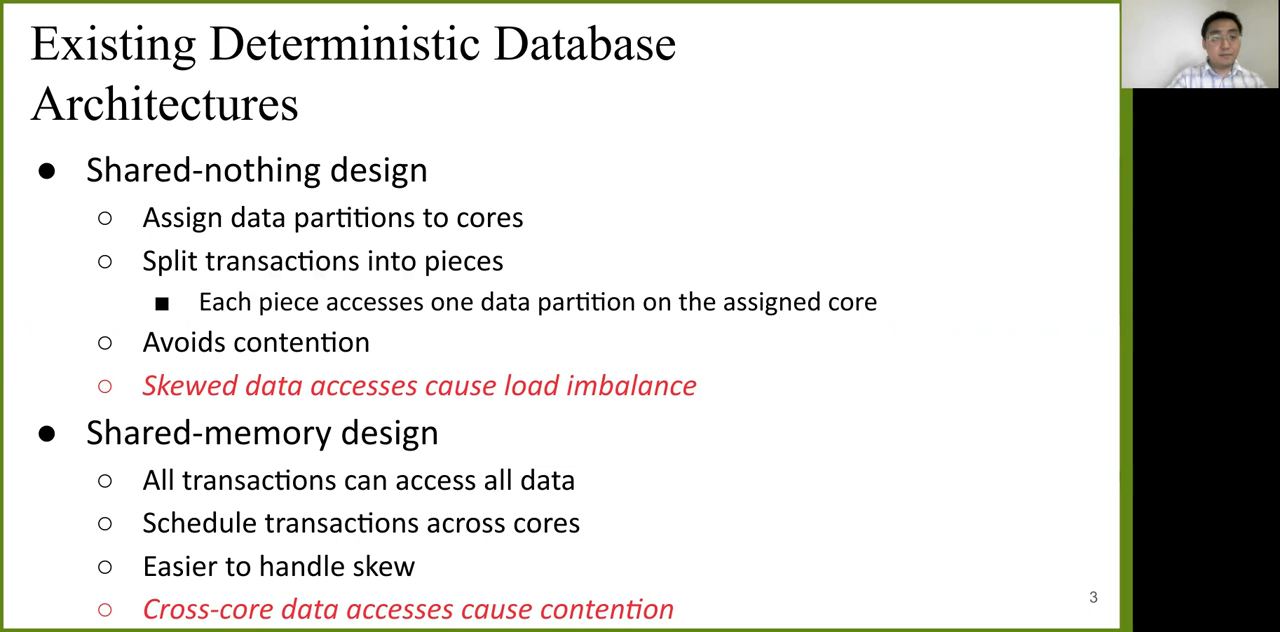 Existing Deterministic Database
Architectures
● Shared-nothing design
○ Assign data partitions to cores
○ Split transactions into pieces
■ Each piece accesses one data partition on the assigned core
○ Avoids contention
○ Skewed data accesses cause load imbalance
● Shared-memory design
○ All transactions can access all data
○ Schedule transactions across cores
○ Easier to handle skew
○ Cross-core data accesses cause contention
3